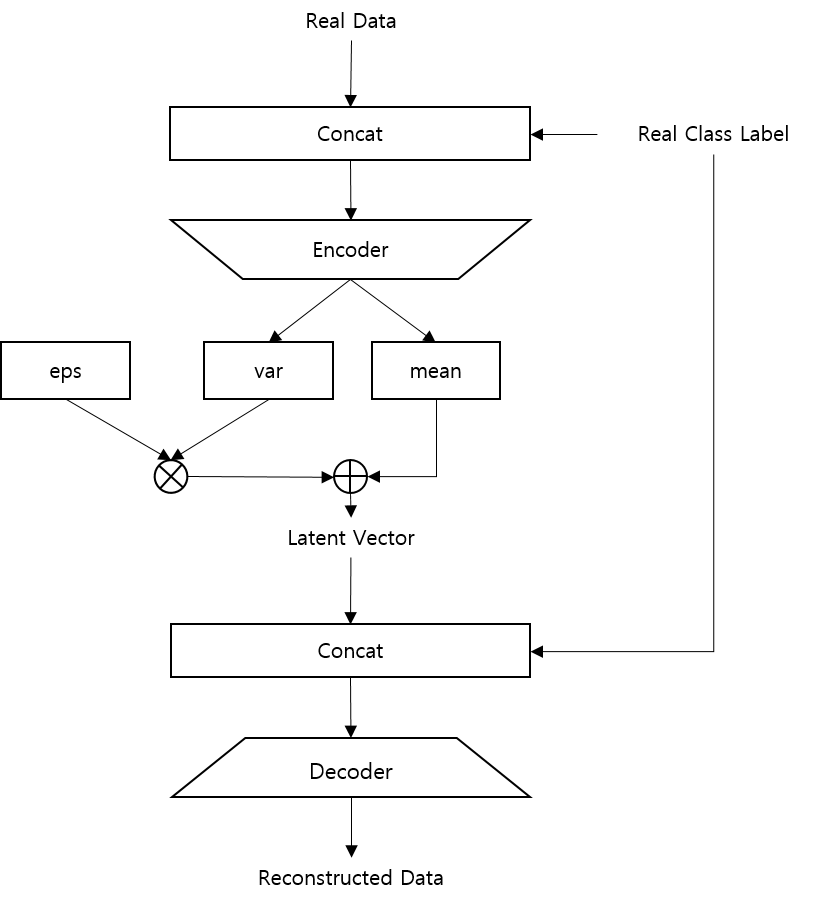 Real Data
Concat
Real Class Label
Encoder
eps
var
mean
Latent Vector
Concat
Decoder
Reconstructed Data